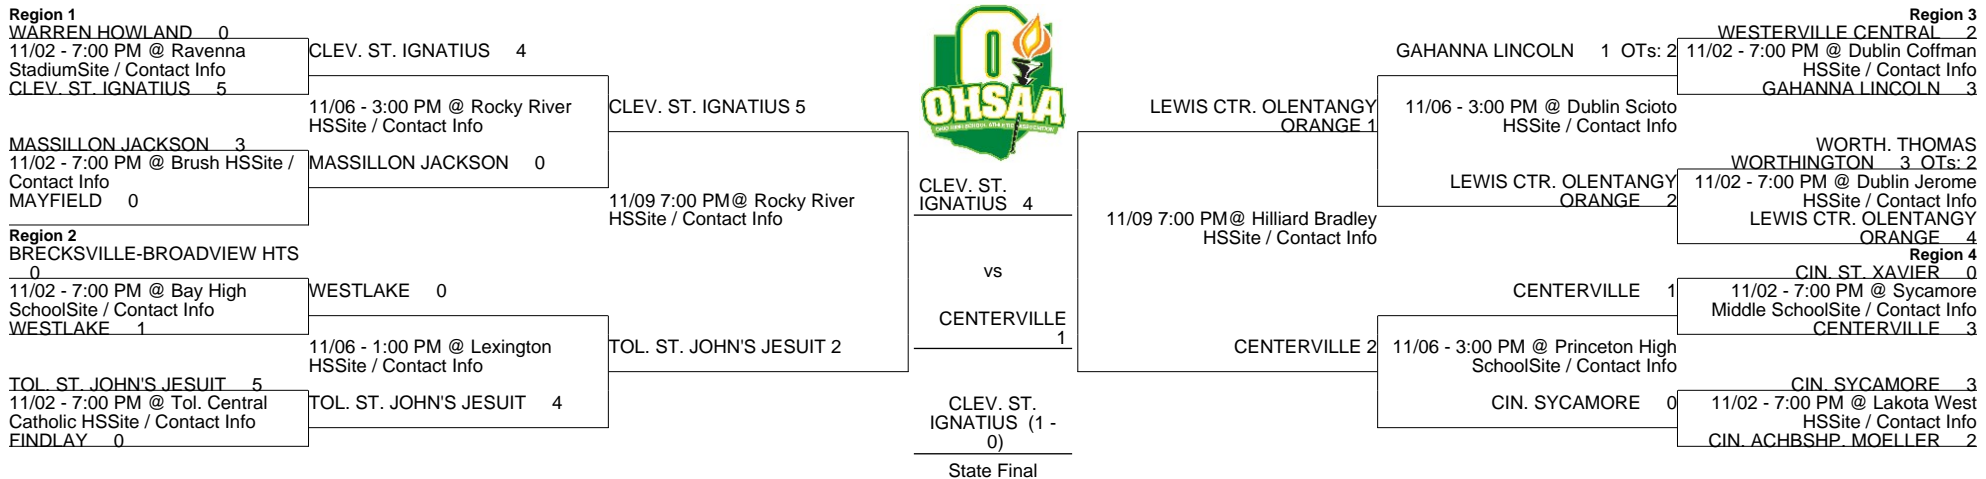 Region 1
WARREN HOWLAND 0
11/02 - 7:00 PM @ Ravenna
StadiumSite / Contact Info
CLEV. ST. IGNATIUS 5
MASSILLON JACKSON 3
11/02 - 7:00 PM @ Brush HSSite /
Contact Info
MAYFIELD 0
Region 2
BRECKSVILLE-BROADVIEW HTS
0
11/02 - 7:00 PM @ Bay High
SchoolSite / Contact Info
WESTLAKE 1
TOL. ST. JOHN'S JESUIT 5
11/02 - 7:00 PM @ Tol. Central
Catholic HSSite / Contact Info
FINDLAY 0
CLEV. ST. IGNATIUS 4
11/06 - 3:00 PM @ Rocky River
HSSite / Contact Info
MASSILLON JACKSON 0
WESTLAKE 0
11/06 - 1:00 PM @ Lexington
HSSite / Contact Info
TOL. ST. JOHN'S JESUIT 4
CLEV. ST. IGNATIUS 5
11/09 7:00 PM@ Rocky River
HSSite / Contact Info
TOL. ST. JOHN'S JESUIT 2
OHSAA
CLEV. ST.
IGNATIUS 4
vs
CENTERVILLE
1
CLEV. ST.
IGNATIUS (1 -
0)
State Final
LEWIS CTR. OLENTANGY
ORANGE 1
11/09 7:00 PM@ Hilliard Bradley
HSSite / Contact Info
CENTERVILLE 2
GAHANNA LINCOLN 1 OTs: 2
11/06 - 3:00 PM @ Dublin Scioto
HSSite / Contact Info
LEWIS CTR. OLENTANGY
ORANGE 2
CENTERVILLE 1
11/06 - 3:00 PM @ Princeton High
SchoolSite / Contact Info
CIN. SYCAMORE 0
Region 3
WESTERVILLE CENTRAL 2
11/02 - 7:00 PM @ Dublin Coffman
HSSite / Contact Info
GAHANNA LINCOLN 3
WORTH. THOMAS
WORTHINGTON 3 OTs: 2
11/02 - 7:00 PM @ Dublin Jerome
HSSite / Contact Info
LEWIS CTR. OLENTANGY
ORANGE 4
Region 4
CIN. ST. XAVIER 0
11/02 - 7:00 PM @ Sycamore
Middle SchoolSite / Contact Info
CENTERVILLE 3
CIN. SYCAMORE 3
11/02 - 7:00 PM @ Lakota West
HSSite / Contact Info
CIN. ACHBSHP. MOELLER 2